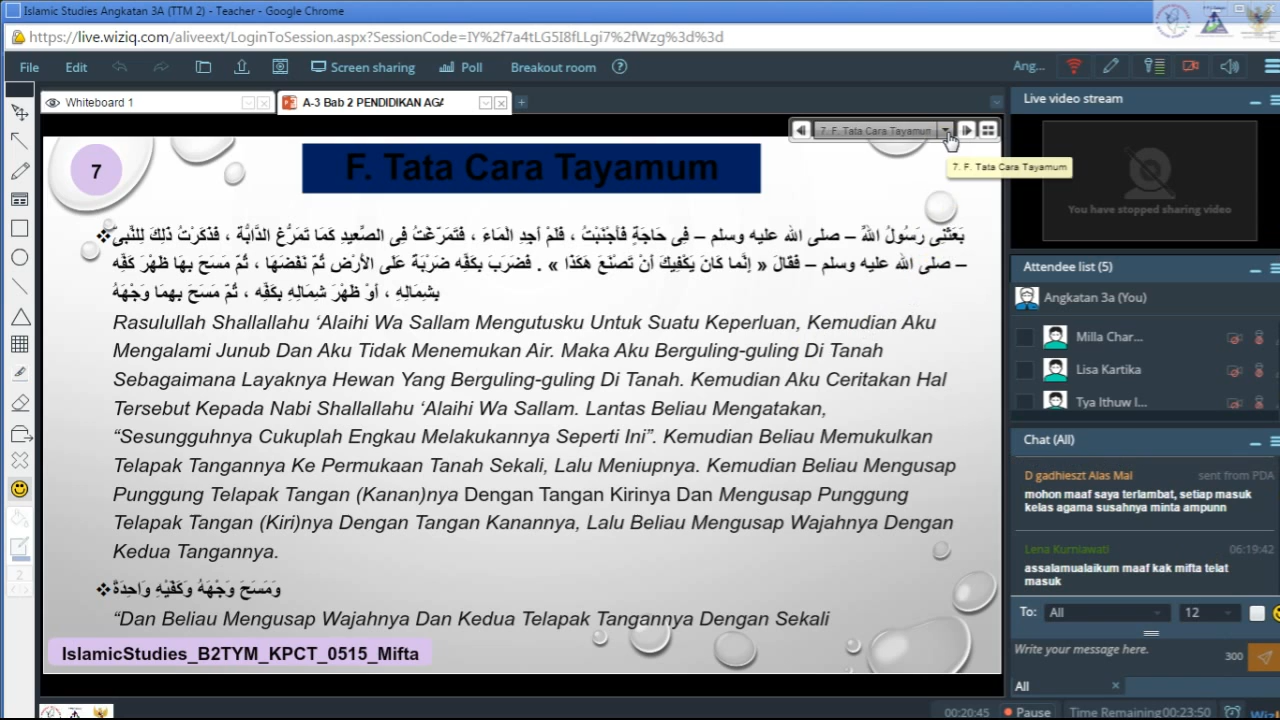 Islamic Studies Angkatan 3A (TTM 2) - Teacher - Google Chrome
https://live.wiziq.com/aliveext/LoginToSession.aspx?SessionCode=IY%2f7a4tLG5I8fLLgi7%2fWzg%3d%3d
File Edit Screen sharing Poll Breakout room Ang...
Whiteboard 1 A-3 Bab 2 PENDIDIKAN AGA
Live video stream
7. F. Tata Cara Tayamum
7. F. Tata Cara Tayamum
You have stopped sharing video
7
F. Tata Cara Tayamum
بَعَثَنِى رَسُولُ اللَّهِ – صلى الله عليه وسلم – فِى حَاجَةٍ فَأَجْنَبْتُ ، فَلَمْ أَجِدِ الْمَاءَ ، فَتَمَرَّغْتُ فِى الصَّعِيدِ كَمَا تَمَرَّغُ الدَّابَّةُ ، فَذَكَرْتُ ذَلِكَ لِلنَّبِىِّ
– صلى الله عليه وسلم – فَقَالَ « إِنَّمَا كَانَ يَكْفِيكَ أَنْ تَصْنَعَ هَكَذَا » . فَضَرَبَ بِكَفِّهِ ضَرْبَةً عَلَى الأَرْضِ ثُمَّ نَفَضَهَا ، ثُمَّ مَسَحَ بِهَا ظَهْرَ كَفِّهِ
بِشِمَالِهِ ، أَوْ ظَهْرَ شِمَالِهِ بِكَفِّهِ ، ثُمَّ مَسَحَ بِهِمَا وَجْهَهُ
Rasulullah Shallallahu ‘Alaihi Wa Sallam Mengutusku Untuk Suatu Keperluan, Kemudian Aku
Mengalami Junub Dan Aku Tidak Menemukan Air. Maka Aku Berguling-guling Di Tanah
Sebagaimana Layaknya Hewan Yang Berguling-guling Di Tanah. Kemudian Aku Ceritakan Hal
Tersebut Kepada Nabi Shallallahu ‘Alaihi Wa Sallam. Lantas Beliau Mengatakan,
“Sesungguhnya Cukuplah Engkau Melakukannya Seperti Ini”. Kemudian Beliau Memukulkan
Telapak Tangannya Ke Permukaan Tanah Sekali, Lalu Meniupnya. Kemudian Beliau Mengusap
Punggung Telapak Tangan (Kanan)nya Dengan Tangan Kirinya Dan Mengusap Punggung
Telapak Tangan (Kiri)nya Dengan Tangan Kanannya, Lalu Beliau Mengusap Wajahnya Dengan
Kedua Tangannya.
وَمَسَحَ وَجْهَهُ وَكَفَّيْهِ وَاحِدَةً
“Dan Beliau Mengusap Wajahnya Dan Kedua Telapak Tangannya Dengan Sekali
IslamicStudies_B2TYM_KPCT_0515_Mifta
Attendee list (5)
Angkatan 3a (You)
Milla Char...
Lisa Kartika
Tya Ithuw I...
Chat (All)
D gadhieszt Alas Mal sent from PDA
mohon maaf saya terlambat, setiap masuk
kelas agama susahnya minta ampunn
Lena Kurniawati 06:19:42
assalamualaikum maaf kak mifta telat
masuk
To: All 12
Write your message here. 300
All
00:20:45 Pause Time Remaining 00:23:50